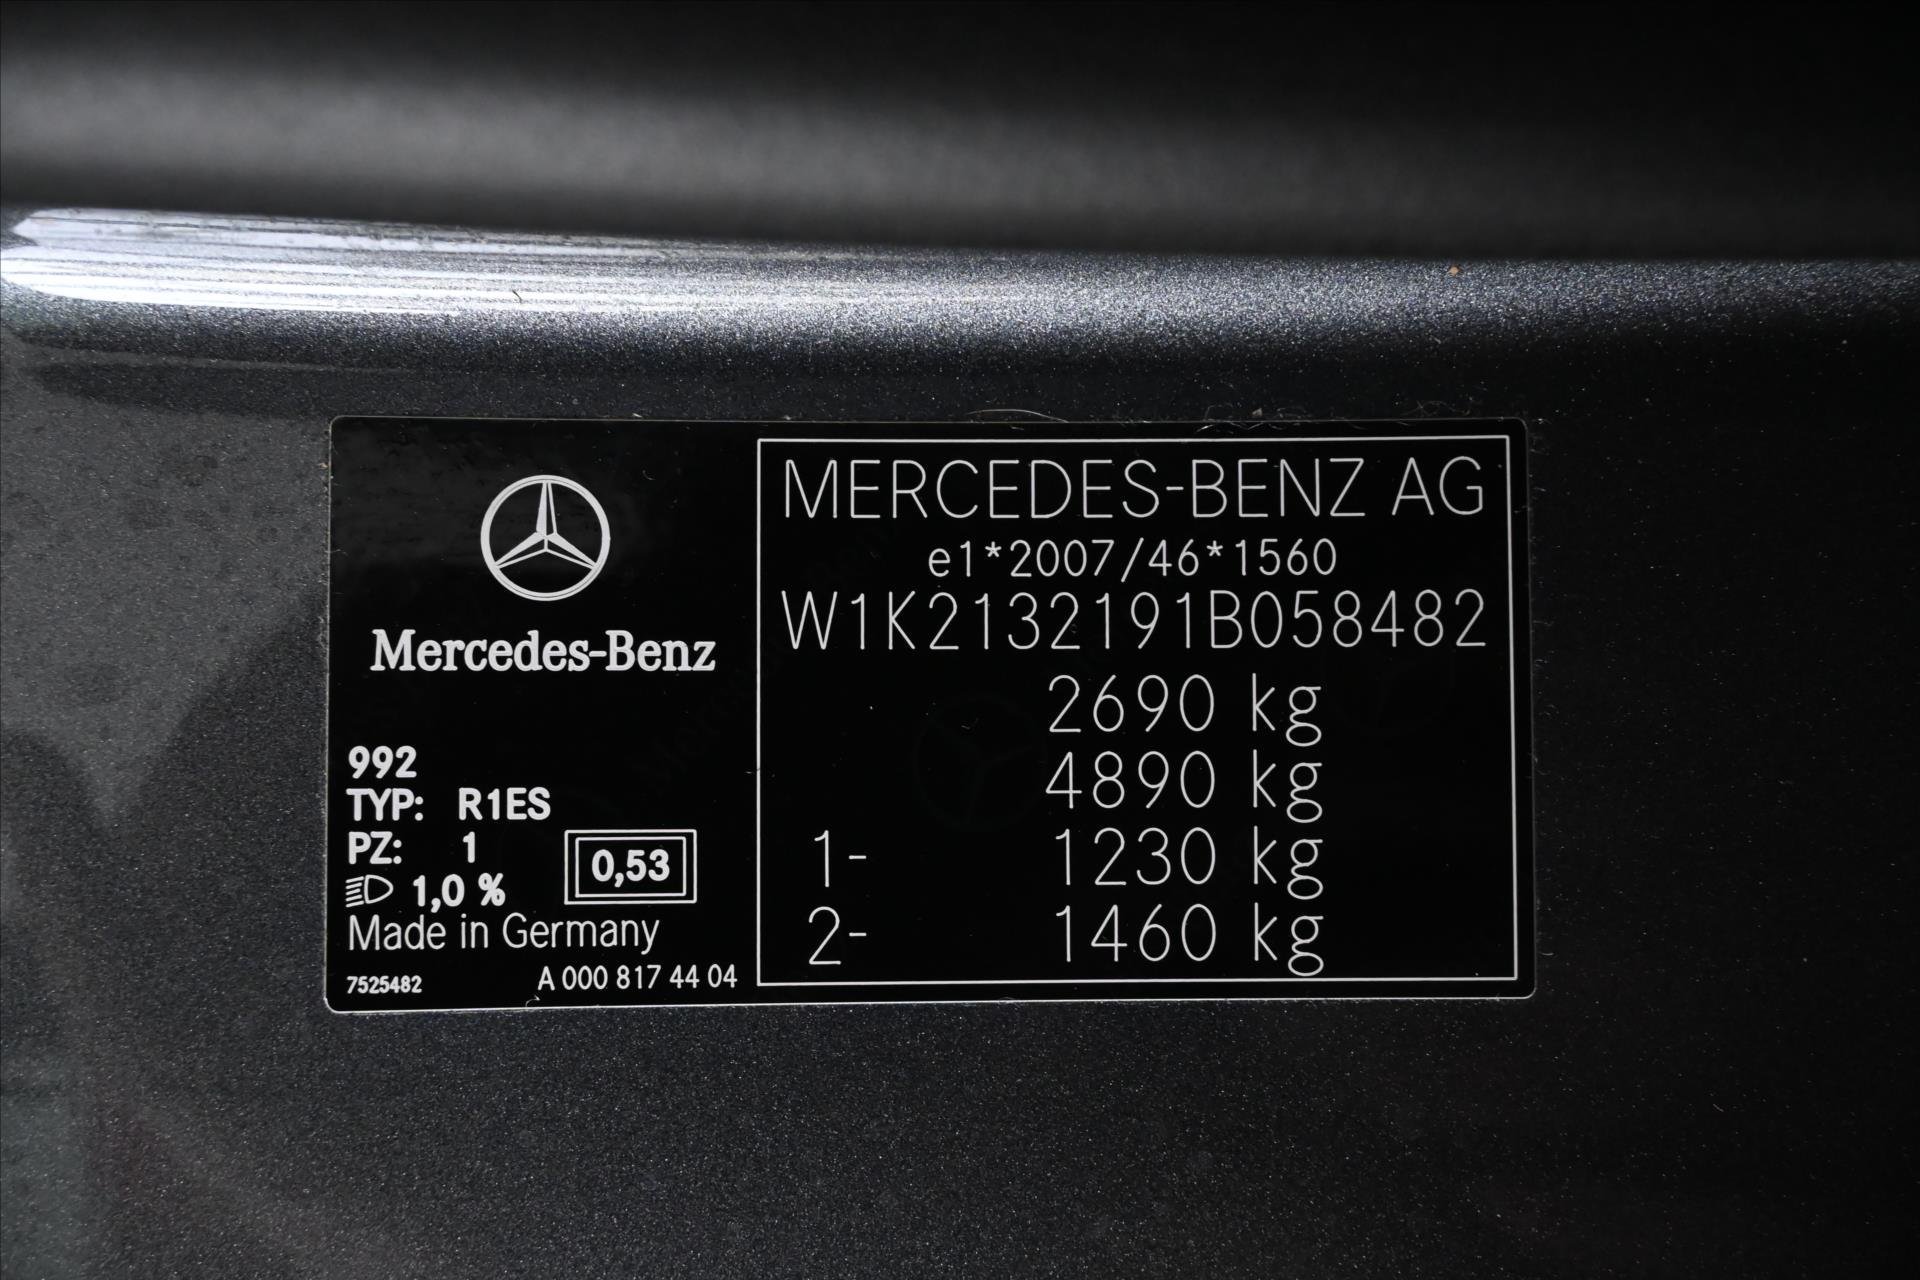 Mercedes-Benz
992
TYP: R1ES
PZ: 1
1,0 %
0,53
Made in Germany
7525482 A 000 817 44 04
MERCEDES-BENZ AG
e1*2007/46*1560
W1K2132191B058482
2690 kg
4890 kg
1- 1230 kg
2- 1460 kg